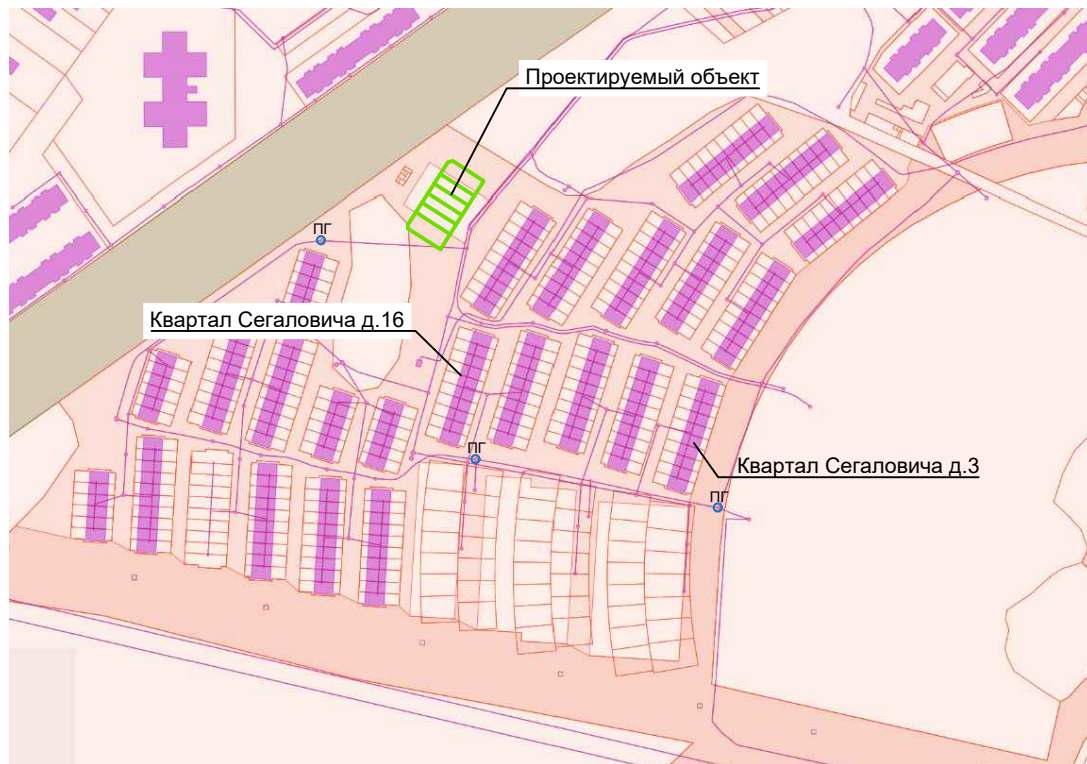 Проектируемый объект
ПГ
Квартал Сегаловича д.16
ПГ
Квартал Сегаловича д.3
ПГ